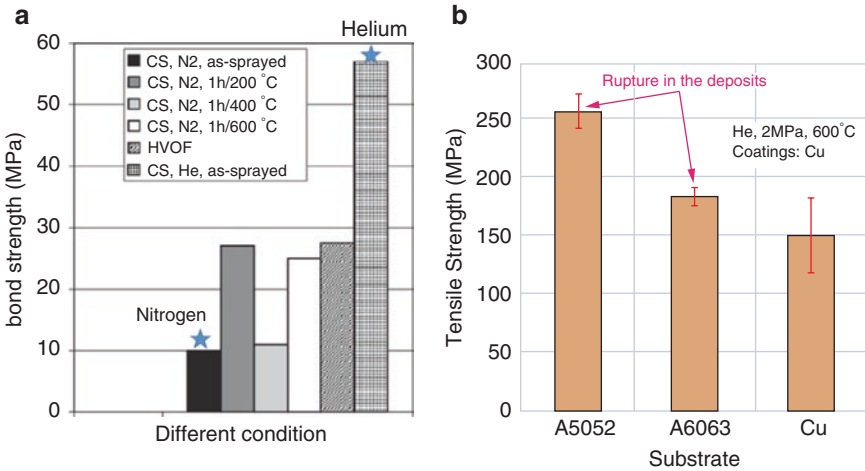 a
Helium
60
50
40
30
20
10
0
bond strength (MPa)
CS, N2, as-sprayed
CS, N2, 1h/200 °C
CS, N2, 1h/400 °C
CS, N2, 1h/600 °C
HVOF
CS, He, as-sprayed
Nitrogen
Different condition
b
300
250
200
150
100
50
0
Tensile Strength (MPa)
Rupture in the deposits
He, 2MPa, 600°C
Coatings: Cu
A5052 A6063 Cu
Substrate